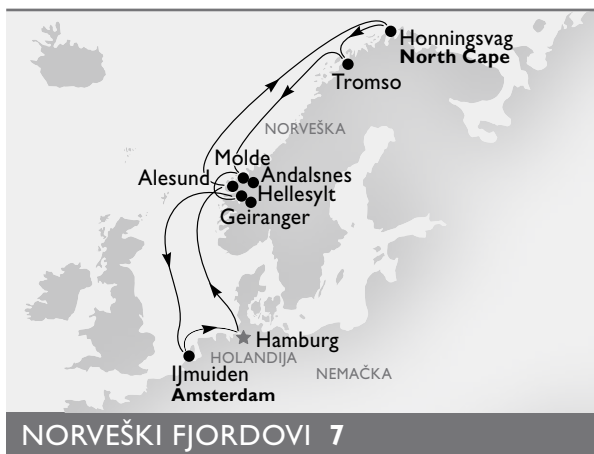 Honningsvag
North Cape
Tromso
NORVEŠKA
Molde
Alesund
Andalsnes
Hellesylt
Geiranger
Hamburg
HOLANDIJA
IJmuiden
NEMAČKA
Amsterdam
NORVEŠKI FJORDOVI 7